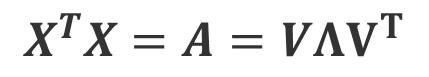 XᵀX = A = VΛVᵀ